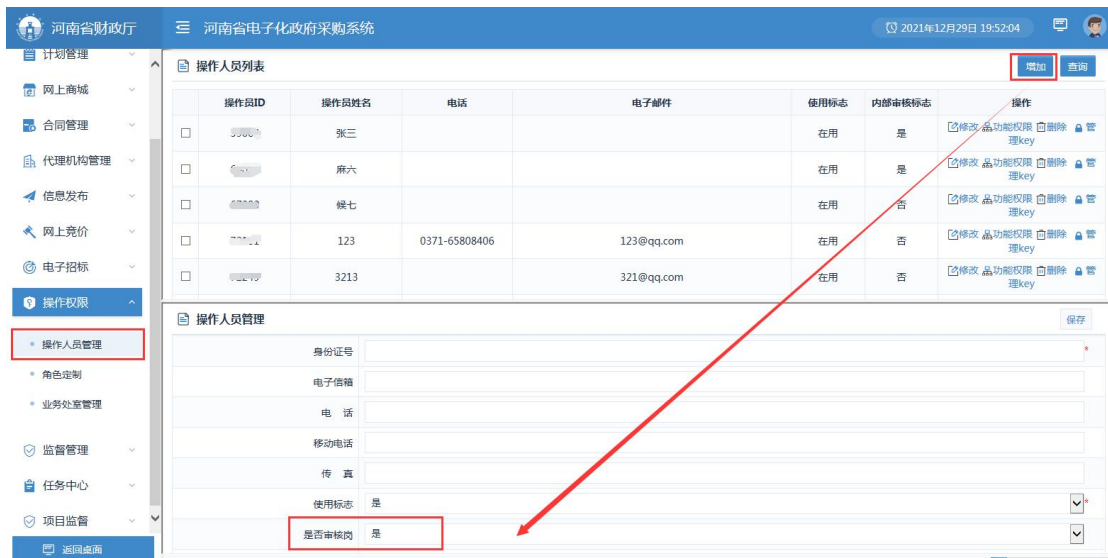 河南省财政厅
河南省电子化政府采购系统
2021年12月29日 19:52:04
计划管理
网上商城
合同管理
代理机构管理
信息发布
网上竞价
电子招标
操作权限
操作人员管理
角色定制
业务处室管理
监督管理
任务中心
项目监督
返回桌面
操作人员列表 增加 查询
操作员ID 操作员姓名 电话 电子邮件 使用标志 内部审核标志 操作
张三 在用 是 修改 功能权限 删除 管理key
麻六 在用 是 修改 功能权限 删除 管理key
候七 在用 否 修改 功能权限 删除 管理key
123 0371-65808406 123@qq.com 在用 否 修改 功能权限 删除 管理key
3213 321@qq.com 在用 否 修改 功能权限 删除 管理key
操作人员管理 保存
身份证号 *
电子信箱
电 话
移动电话
传 真
使用标志 是 *
是否审核岗 是